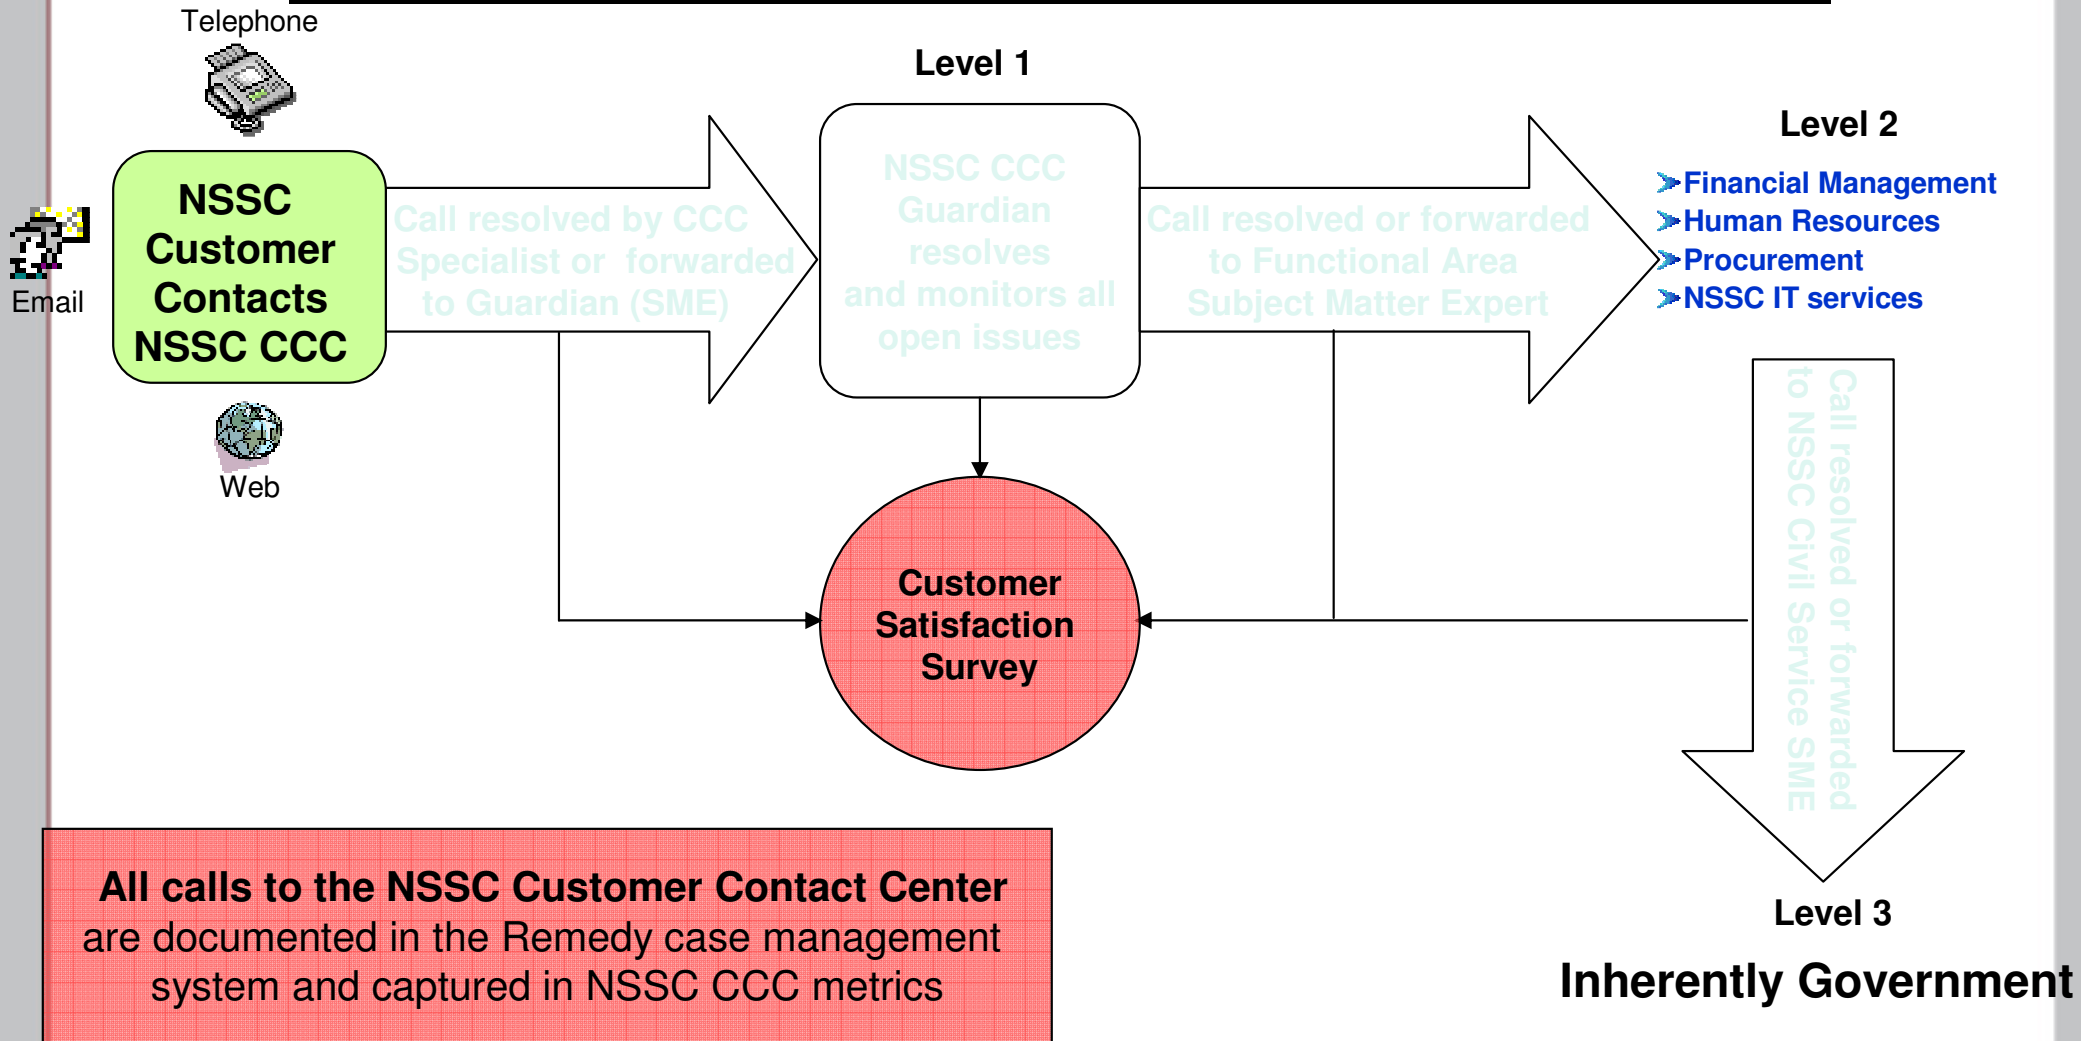 Telephone
Email
Web
NSSC
Customer
Contacts
NSSC CCC
Call resolved by CCC
Specialist or forwarded
to Guardian (SME)
Level 1
NSSC CCC
Guardian
resolves
and monitors all
open issues
Call resolved or forwarded
to Functional Area
Subject Matter Expert
Level 2
Financial Management
Human Resources
Procurement
NSSC IT services
Call resolved or forwarded
to NSSC Civil Service SME
Customer
Satisfaction
Survey
Level 3
Inherently Government
All calls to the NSSC Customer Contact Center
are documented in the Remedy case management
system and captured in NSSC CCC metrics